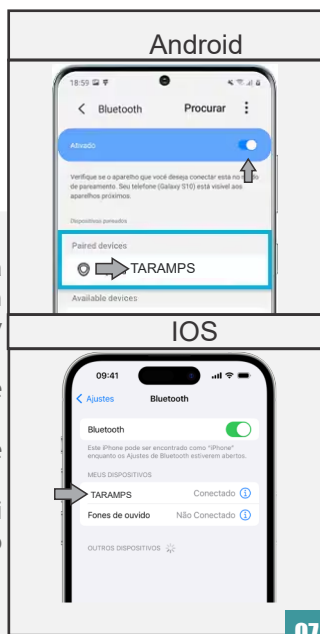 Android
18:59
Bluetooth Procurar
Ativado
Verifique se o aparelho que você deseja conectar está no modo
de pareamento. Seu telefone (Galaxy S10) está visível aos
aparelhos próximos.
Dispositivos pareados
Paired devices
TARAMPS
Available devices
IOS
09:41
Ajustes Bluetooth
Bluetooth
Este iPhone pode ser encontrado como "iPhone"
enquanto os Ajustes de Bluetooth estiverem abertos.
MEUS DISPOSITIVOS
TARAMPS Conectado
Fones de ouvido Não Conectado
OUTROS DISPOSITIVOS
07